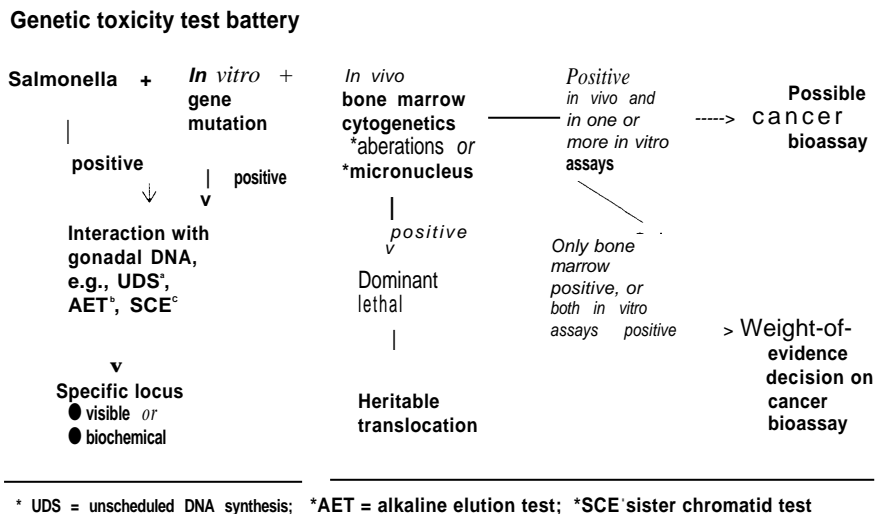 Genetic toxicity test battery
Salmonella +
|
positive
In vitro +
gene
mutation
| positive
v
Interaction with
gonadal DNA,
e.g., UDSᵃ,
AETᵇ, SCEᶜ
v
Specific locus
● visible or
● biochemical
In vivo
bone marrow
cytogenetics
*aberations or
*micronucleus
|
positive
v
Dominant
lethal
|
Heritable
translocation
Positive
in vivo and
in one or
more in vitro
assays
-----> cancer
Possible
bioassay
Only bone
marrow
positive, or
both in vitro
assays positive
> Weight-of-
evidence
decision on
cancer
bioassay
* UDS = unscheduled DNA synthesis; *AET = alkaline elution test; *SCE'sister chromatid test